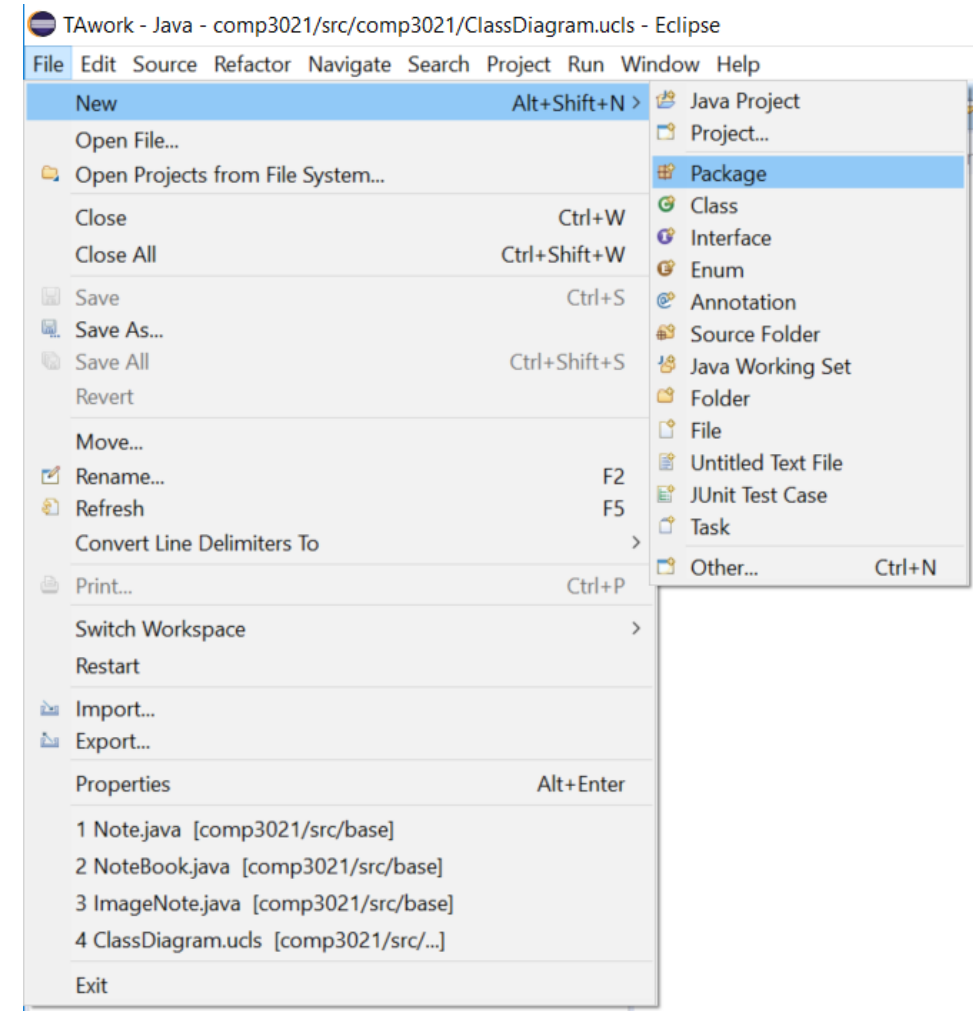 TAwork - Java - comp3021/src/comp3021/ClassDiagram.ucls - Eclipse
File Edit Source Refactor Navigate Search Project Run Window Help
New Alt+Shift+N >
Open File...
Open Projects from File System...
Close Ctrl+W
Close All Ctrl+Shift+W
Save Ctrl+S
Save As...
Save All Ctrl+Shift+S
Revert
Move...
Rename... F2
Refresh F5
Convert Line Delimiters To >
Print... Ctrl+P
Switch Workspace >
Restart
Import...
Export...
Properties Alt+Enter
1 Note.java [comp3021/src/base]
2 NoteBook.java [comp3021/src/base]
3 ImageNote.java [comp3021/src/base]
4 ClassDiagram.ucls [comp3021/src/...]
Exit
Java Project
Project...
Package
Class
Interface
Enum
Annotation
Source Folder
Java Working Set
Folder
File
Untitled Text File
JUnit Test Case
Task
Other... Ctrl+N